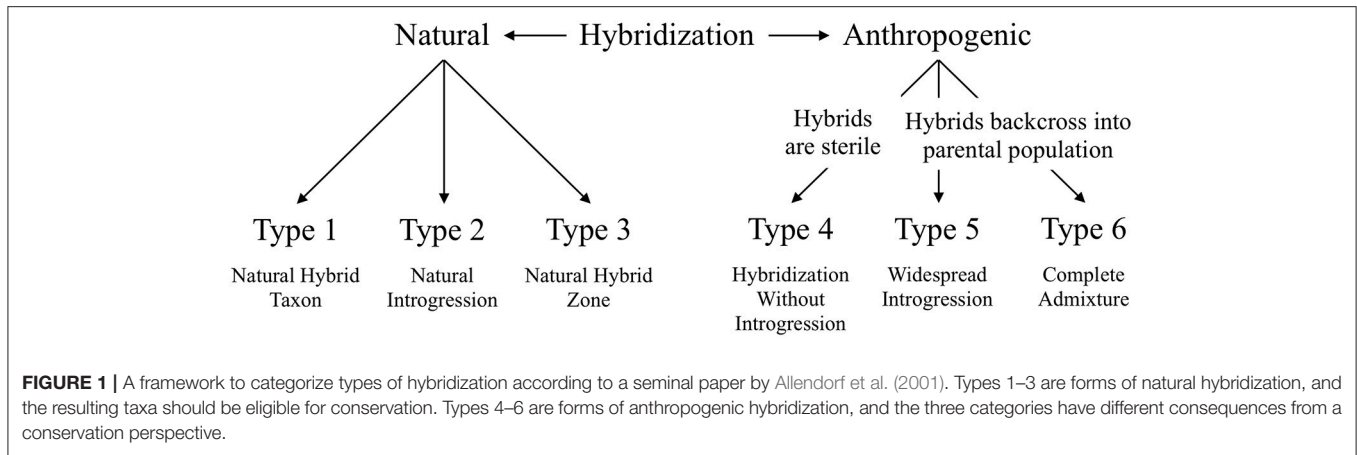 Natural Hybridization Anthropogenic
Hybrids
are sterile
Hybrids backcross into
parental population
Type 1 Type 2 Type 3 Type 4 Type 5 Type 6
Natural Hybrid
Taxon
Natural
Introgression
Natural Hybrid
Zone
Hybridization
Without
Introgression
Widespread
Introgression
Complete
Admixture
FIGURE 1 | A framework to categorize types of hybridization according to a seminal paper by Allendorf et al. (2001). Types 1–3 are forms of natural hybridization, and
the resulting taxa should be eligible for conservation. Types 4–6 are forms of anthropogenic hybridization, and the three categories have different consequences from a
conservation perspective.